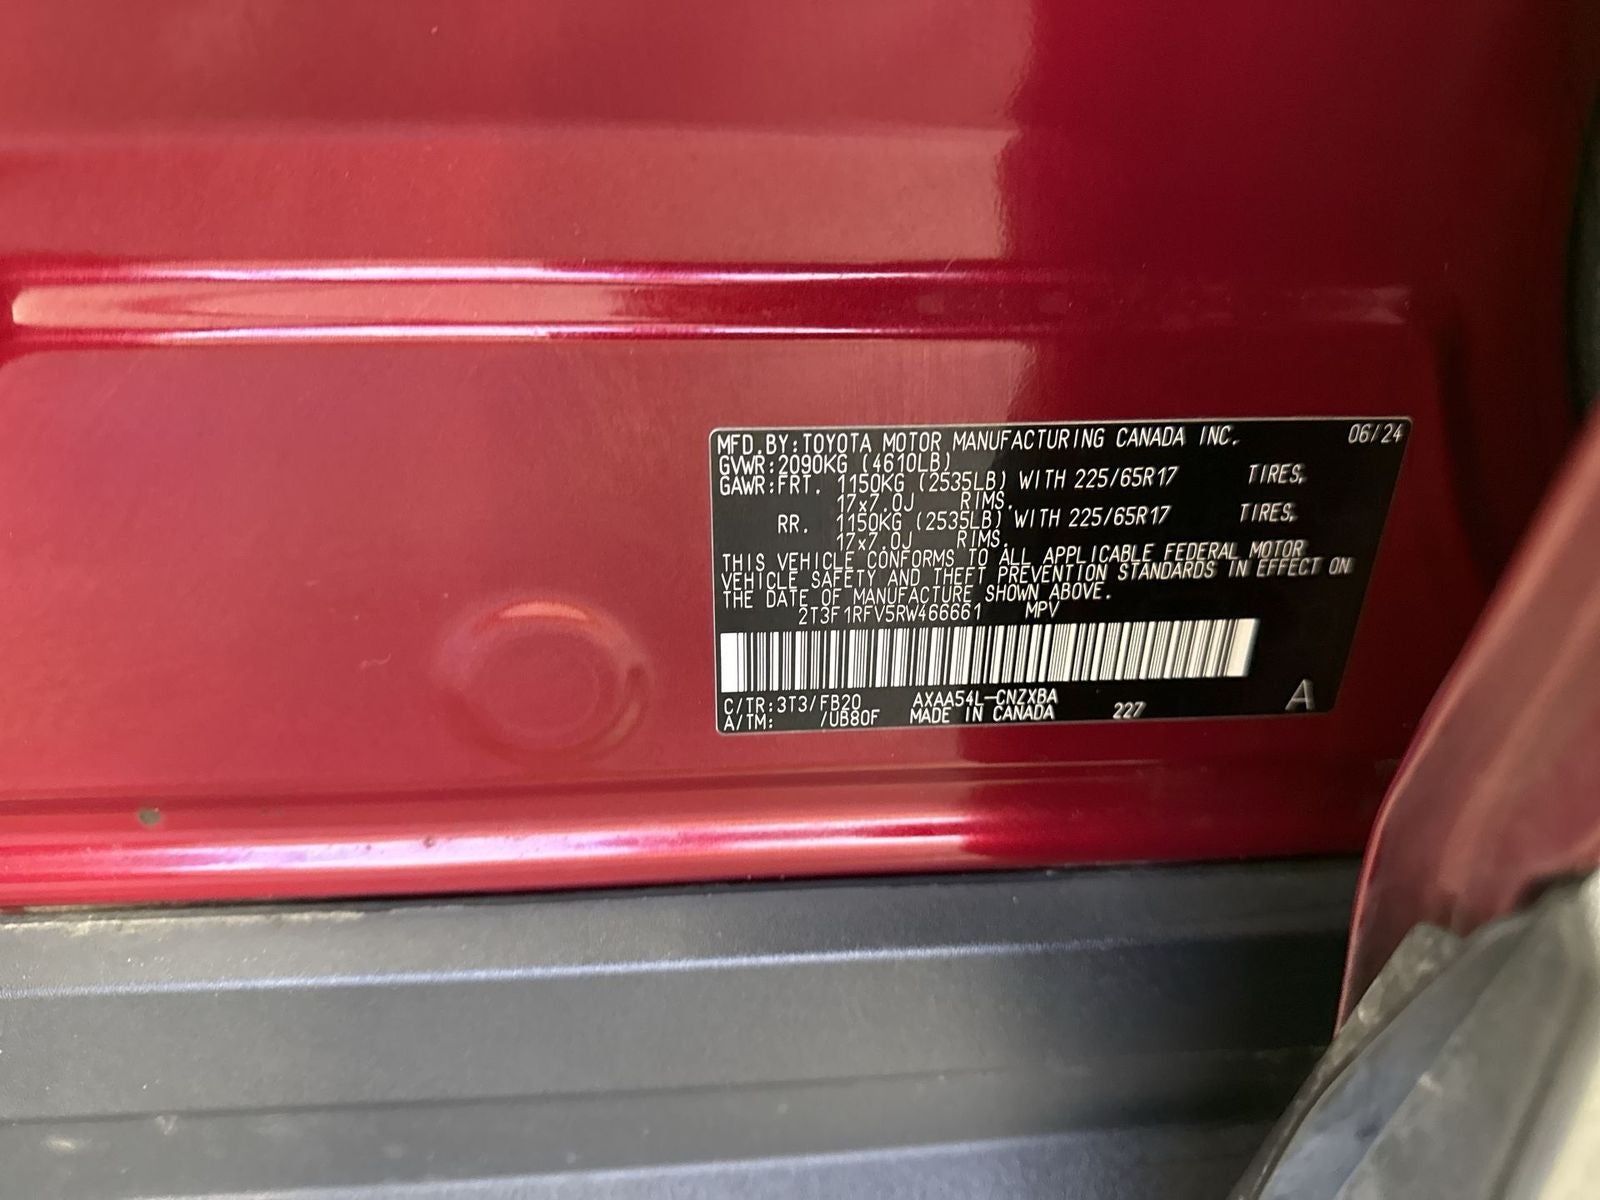 MFD.BY:TOYOTA MOTOR MANUFACTURING CANADA INC. 06/24
GVWR:2090KG (4610LB)
GAWR:FRT. 1150KG (2535LB) WITH 225/65R17 TIRES,
17x7.0J RIMS.
RR. 1150KG (2535LB) WITH 225/65R17 TIRES,
17x7.0J RIMS.
THIS VEHICLE CONFORMS TO ALL APPLICABLE FEDERAL MOTOR
VEHICLE SAFETY AND THEFT PREVENTION STANDARDS IN EFFECT ON
THE DATE OF MANUFACTURE SHOWN ABOVE.
2T3F1RFV5RW466661 MPV
C/TR:3T3/FB20 AXAA54L-CNZXBA
A/TM: /UB80F MADE IN CANADA 227 A